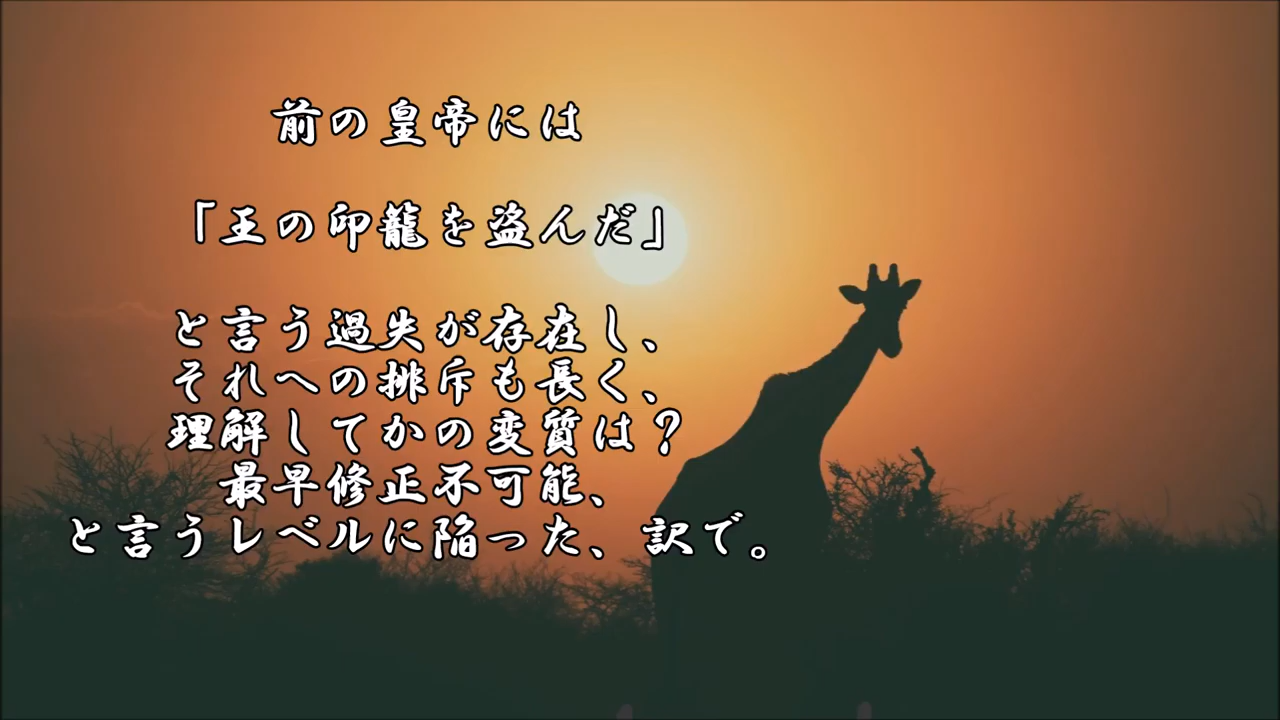 前の皇帝には
「王の印籠を盗んだ」
と言う過失が存在し、
それへの排斥も長く、
理解してかの変質は？
最早修正不可能、
と言うレベルに陥った、訳で。